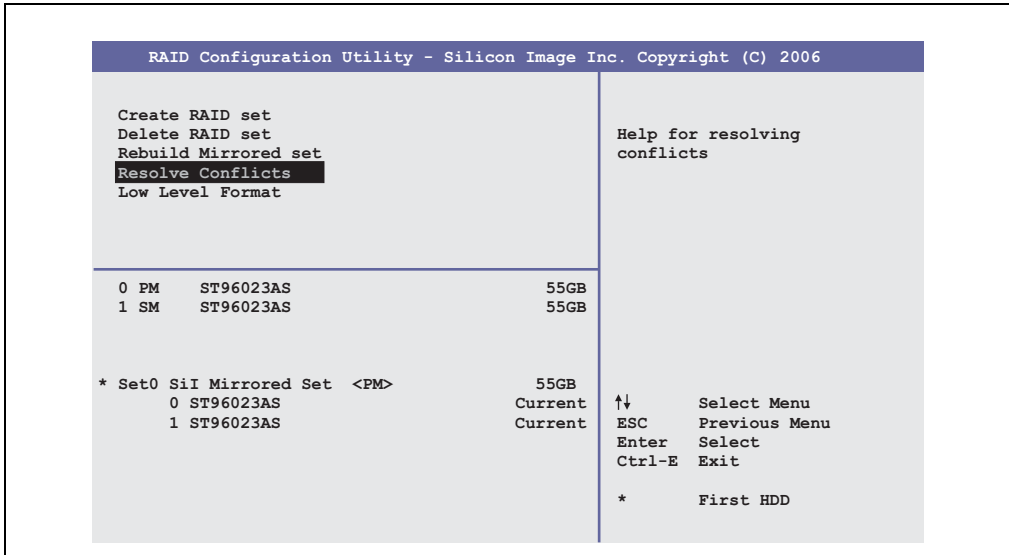 RAID Configuration Utility - Silicon Image Inc. Copyright (C) 2006
Create RAID set
Delete RAID set
Rebuild Mirrored set
Resolve Conflicts
Low Level Format
Help for resolving
conflicts
0 PM ST96023AS 55GB
1 SM ST96023AS 55GB
* Set0 SiI Mirrored Set <PM> 55GB
0 ST96023AS Current
1 ST96023AS Current
↑↓ Select Menu
ESC Previous Menu
Enter Select
Ctrl-E Exit
* First HDD